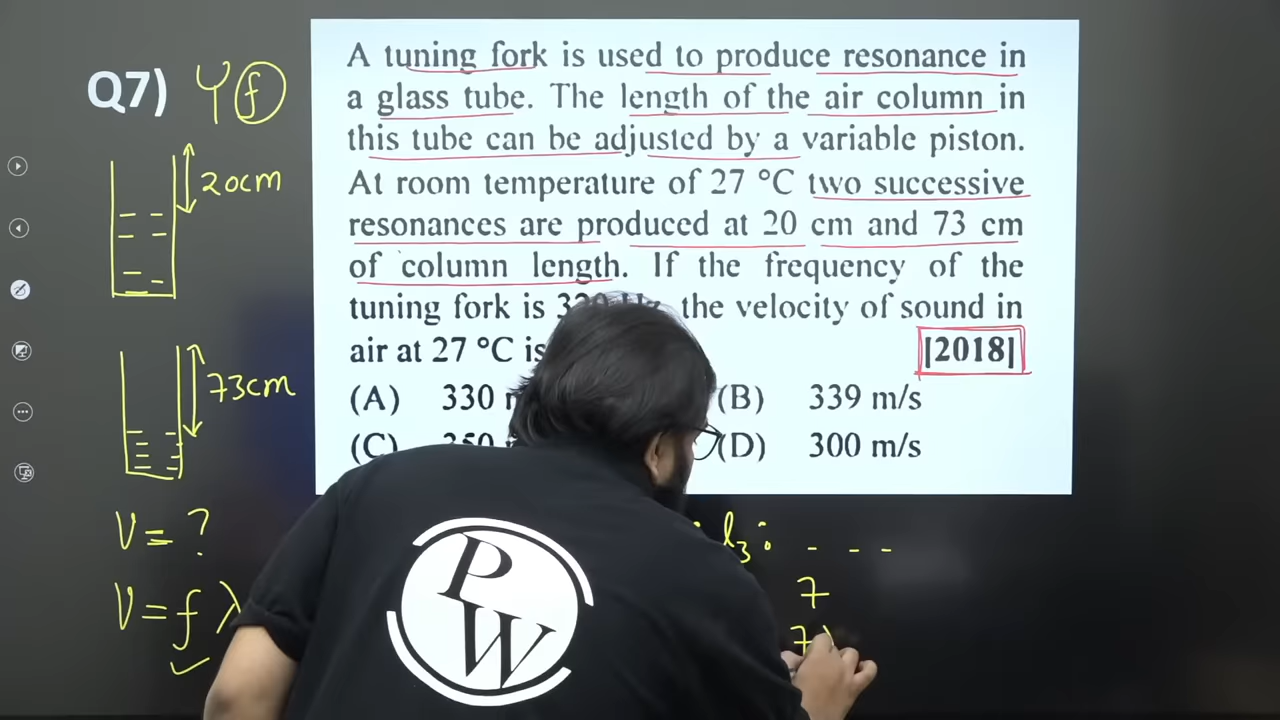 Q7) Y f
20cm
73cm
V = ?
V = f λ
A tuning fork is used to produce resonance in
a glass tube. The length of the air column in
this tube can be adjusted by a variable piston.
At room temperature of 27 °C two successive
resonances are produced at 20 cm and 73 cm
of column length. If the frequency of the
tuning fork is the velocity of sound in
air at 27 °C is
[2018]
(A) 330 (B) 339 m/s
(C) (D) 300 m/s
l₃ : - - -
7
7
PW